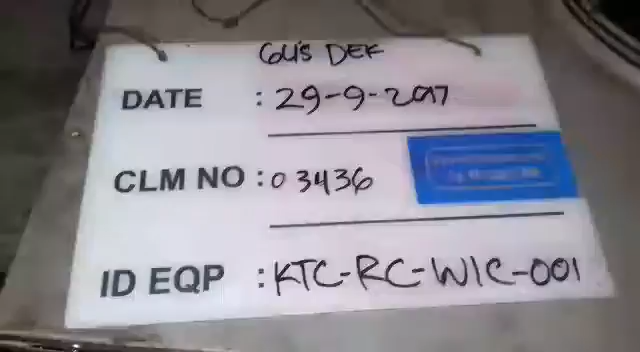 GUS DEK
DATE : 29-9-2017
CLM NO : 03436
ID EQP : KTC-RC-WIC-001